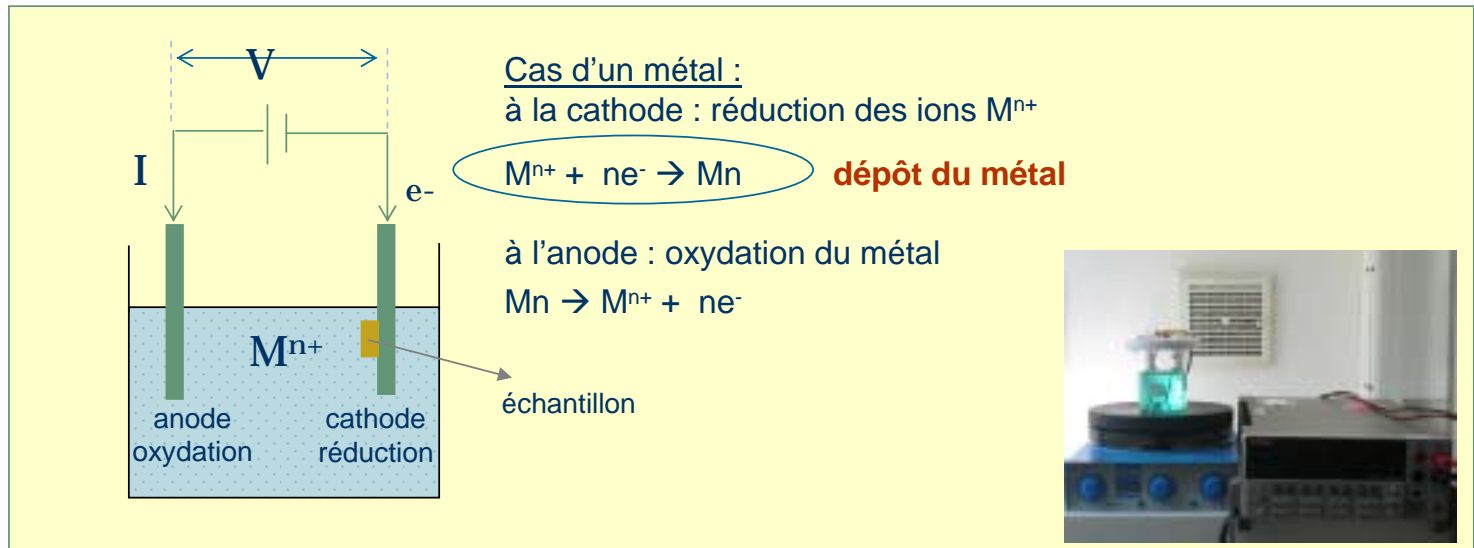 V
I
e-
Mⁿ⁺
anode
oxydation
cathode
réduction
échantillon
Cas d'un métal :
à la cathode : réduction des ions Mⁿ⁺
Mⁿ⁺ + ne⁻ → Mn
dépôt du métal
à l'anode : oxydation du métal
Mn → Mⁿ⁺ + ne⁻